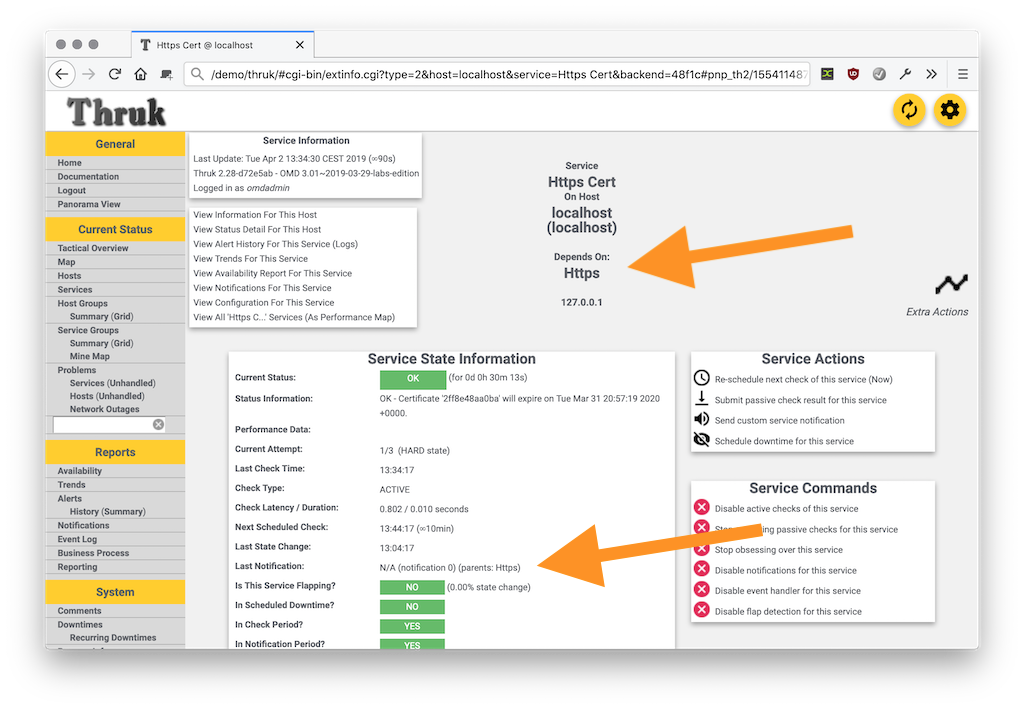 Https Cert @ localhost
/demo/thruk/#cgi-bin/extinfo.cgi?type=2&host=localhost&service=Https Cert&backend=48f1c#pnp_th2/155411487
Thruk
General
Home
Documentation
Logout
Panorama View
Current Status
Tactical Overview
Map
Hosts
Services
Host Groups
Summary (Grid)
Service Groups
Summary (Grid)
Mine Map
Problems
Services (Unhandled)
Hosts (Unhandled)
Network Outages
Reports
Availability
Trends
Alerts
History (Summary)
Notifications
Event Log
Business Process
Reporting
System
Comments
Downtimes
Recurring Downtimes
Service Information
Last Update: Tue Apr 2 13:34:30 CEST 2019 (∞90s)
Thruk 2.28-d72e5ab - OMD 3.01~2019-03-29-labs-edition
Logged in as omdadmin
View Information For This Host
View Status Detail For This Host
View Alert History For This Service (Logs)
View Trends For This Service
View Availability Report For This Service
View Notifications For This Service
View Configuration For This Service
View All 'Https C...' Services (As Performance Map)
Service
Https Cert
On Host
localhost
(localhost)
Depends On:
Https
127.0.0.1
Extra Actions
Service State Information
Current Status: OK (for 0d 0h 30m 13s)
Status Information: OK - Certificate '2ff8e48aa0ba' will expire on Tue Mar 31 20:57:19 2020
+0000.
Performance Data:
Current Attempt: 1/3 (HARD state)
Last Check Time: 13:34:17
Check Type: ACTIVE
Check Latency / Duration: 0.802 / 0.010 seconds
Next Scheduled Check: 13:44:17 (∞10min)
Last State Change: 13:04:17
Last Notification: N/A (notification 0) (parents: Https)
Is This Service Flapping? NO (0.00% state change)
In Scheduled Downtime? NO
In Check Period? YES
In Notification Period? YES
Service Actions
Re-schedule next check of this service (Now)
Submit passive check result for this service
Send custom service notification
Schedule downtime for this service
Service Commands
Disable active checks of this service
passive checks for this service
Stop obsessing over this service
Disable notifications for this service
Disable event handler for this service
Disable flap detection for this service